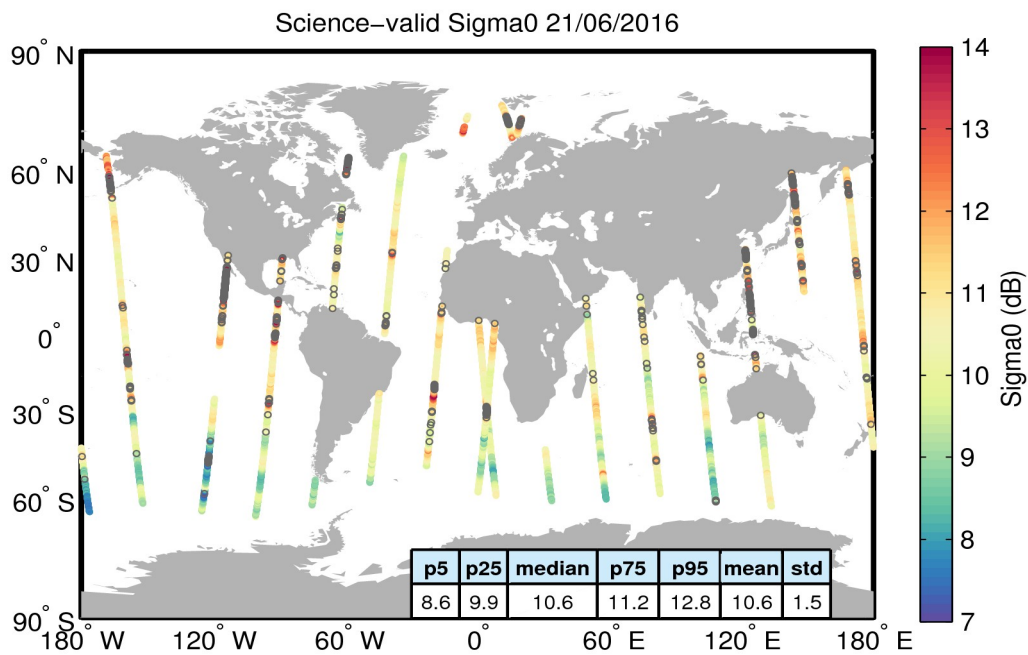 Science−valid Sigma0 21/06/2016
90° N
60° N
30° N
0°
30° S
60° S
90° S
180° W
120° W
60° W
0°
60° E
120° E
180° E
p5 p25 median p75 p95 mean std
8.6 9.9 10.6 11.2 12.8 10.6 1.5
14
13
12
11
10
9
8
7
Sigma0 (dB)